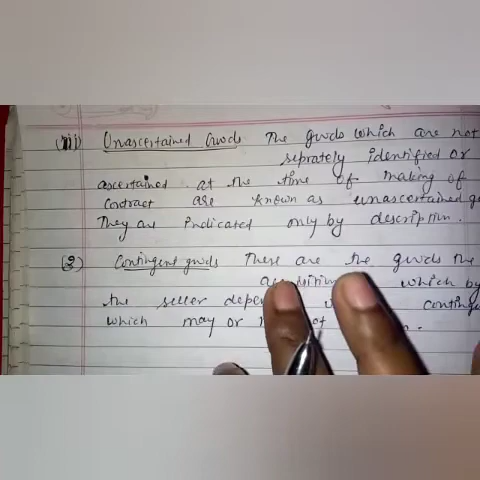 (iii) Unascertained Goods The goods which are not
seprately identified or
ascertained at the time of making of
contract are known as unascertained
They are indicated only by description.
(2) Contingent goods These are the goods the
which by
the seller
which may or